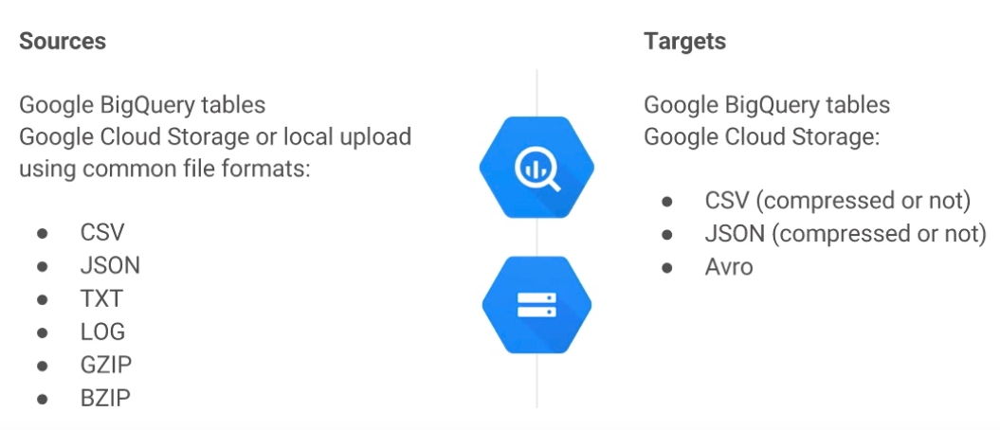 Sources
Google BigQuery tables
Google Cloud Storage or local upload
using common file formats:
● CSV
● JSON
● TXT
● LOG
● GZIP
● BZIP
Targets
Google BigQuery tables
Google Cloud Storage:
● CSV (compressed or not)
● JSON (compressed or not)
● Avro